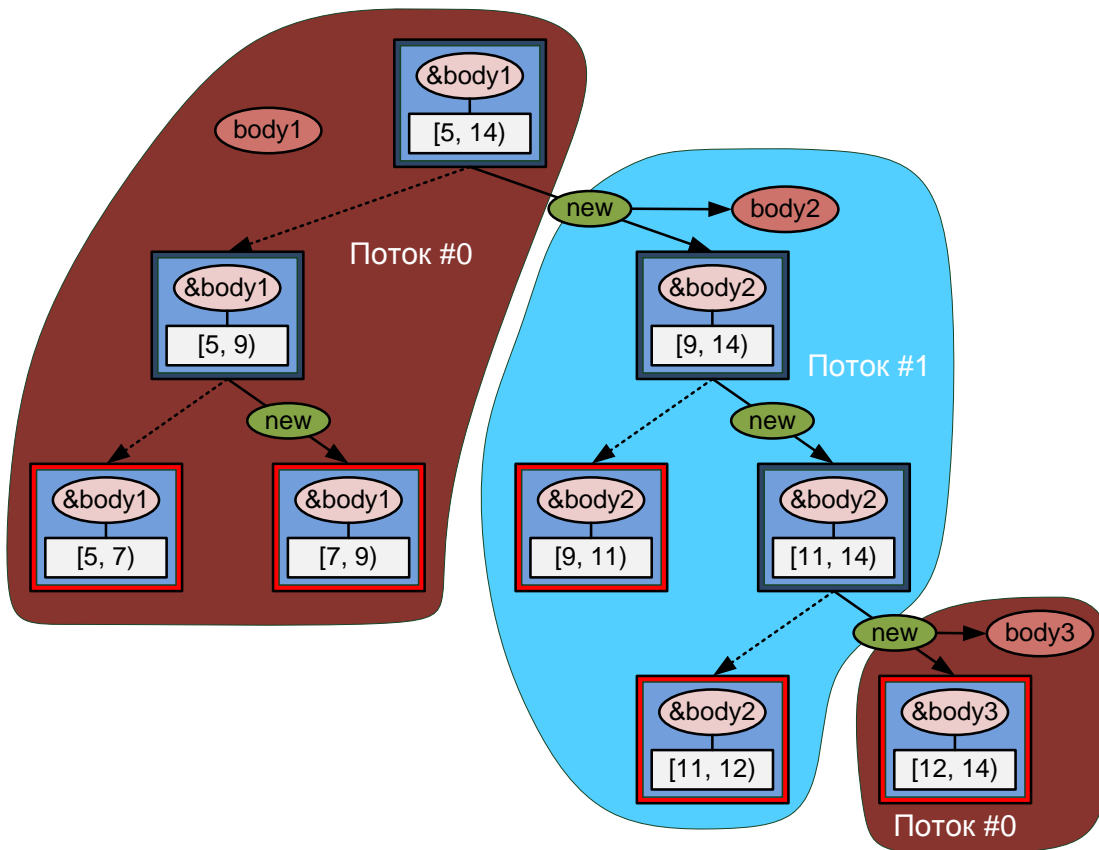 &body1
[5, 14)
body1
new
body2
Поток #0
&body1
[5, 9)
&body2
[9, 14)
Поток #1
new
new
&body1
[5, 7)
&body1
[7, 9)
&body2
[9, 11)
&body2
[11, 14)
new
body3
&body2
[11, 12)
&body3
[12, 14)
Поток #0